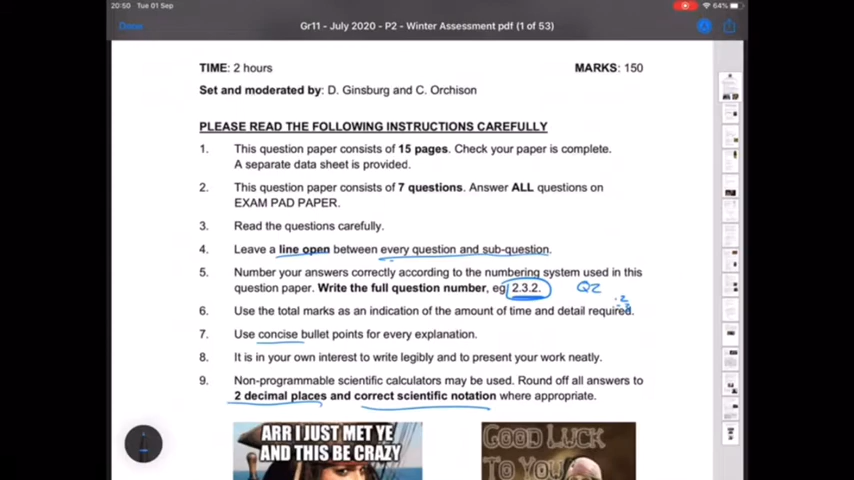 20:50 Tue 01 Sep
64%
Done
Gr11 - July 2020 - P2 - Winter Assessment pdf (1 of 53)
TIME: 2 hours MARKS: 150
Set and moderated by: D. Ginsburg and C. Orchison
PLEASE READ THE FOLLOWING INSTRUCTIONS CAREFULLY
1. This question paper consists of 15 pages. Check your paper is complete.
A separate data sheet is provided.
2. This question paper consists of 7 questions. Answer ALL questions on
EXAM PAD PAPER.
3. Read the questions carefully.
4. Leave a line open between every question and sub-question.
5. Number your answers correctly according to the numbering system used in this
question paper. Write the full question number, eg 2.3.2. Q2
6. Use the total marks as an indication of the amount of time and detail required.
7. Use concise bullet points for every explanation.
8. It is in your own interest to write legibly and to present your work neatly.
9. Non-programmable scientific calculators may be used. Round off all answers to
2 decimal places and correct scientific notation where appropriate.
ARR I JUST MET YE
AND THIS BE CRAZY
GOOD LUCK
TO YOU